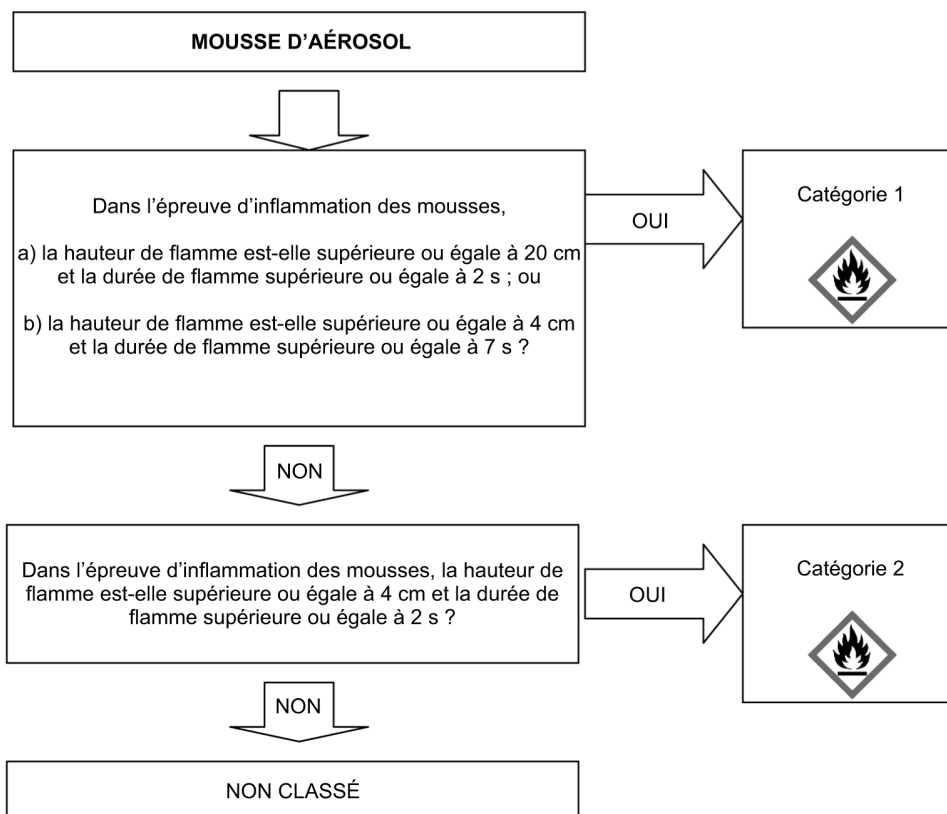 MOUSSE D’AÉROSOL
Dans l’épreuve d’inflammation des mousses,
a) la hauteur de flamme est-elle supérieure ou égale à 20 cm
et la durée de flamme supérieure ou égale à 2 s ; ou
b) la hauteur de flamme est-elle supérieure ou égale à 4 cm
et la durée de flamme supérieure ou égale à 7 s ?
OUI
Catégorie 1
NON
Dans l’épreuve d’inflammation des mousses, la hauteur de
flamme est-elle supérieure ou égale à 4 cm et la durée de
flamme supérieure ou égale à 2 s ?
OUI
Catégorie 2
NON
NON CLASSÉ